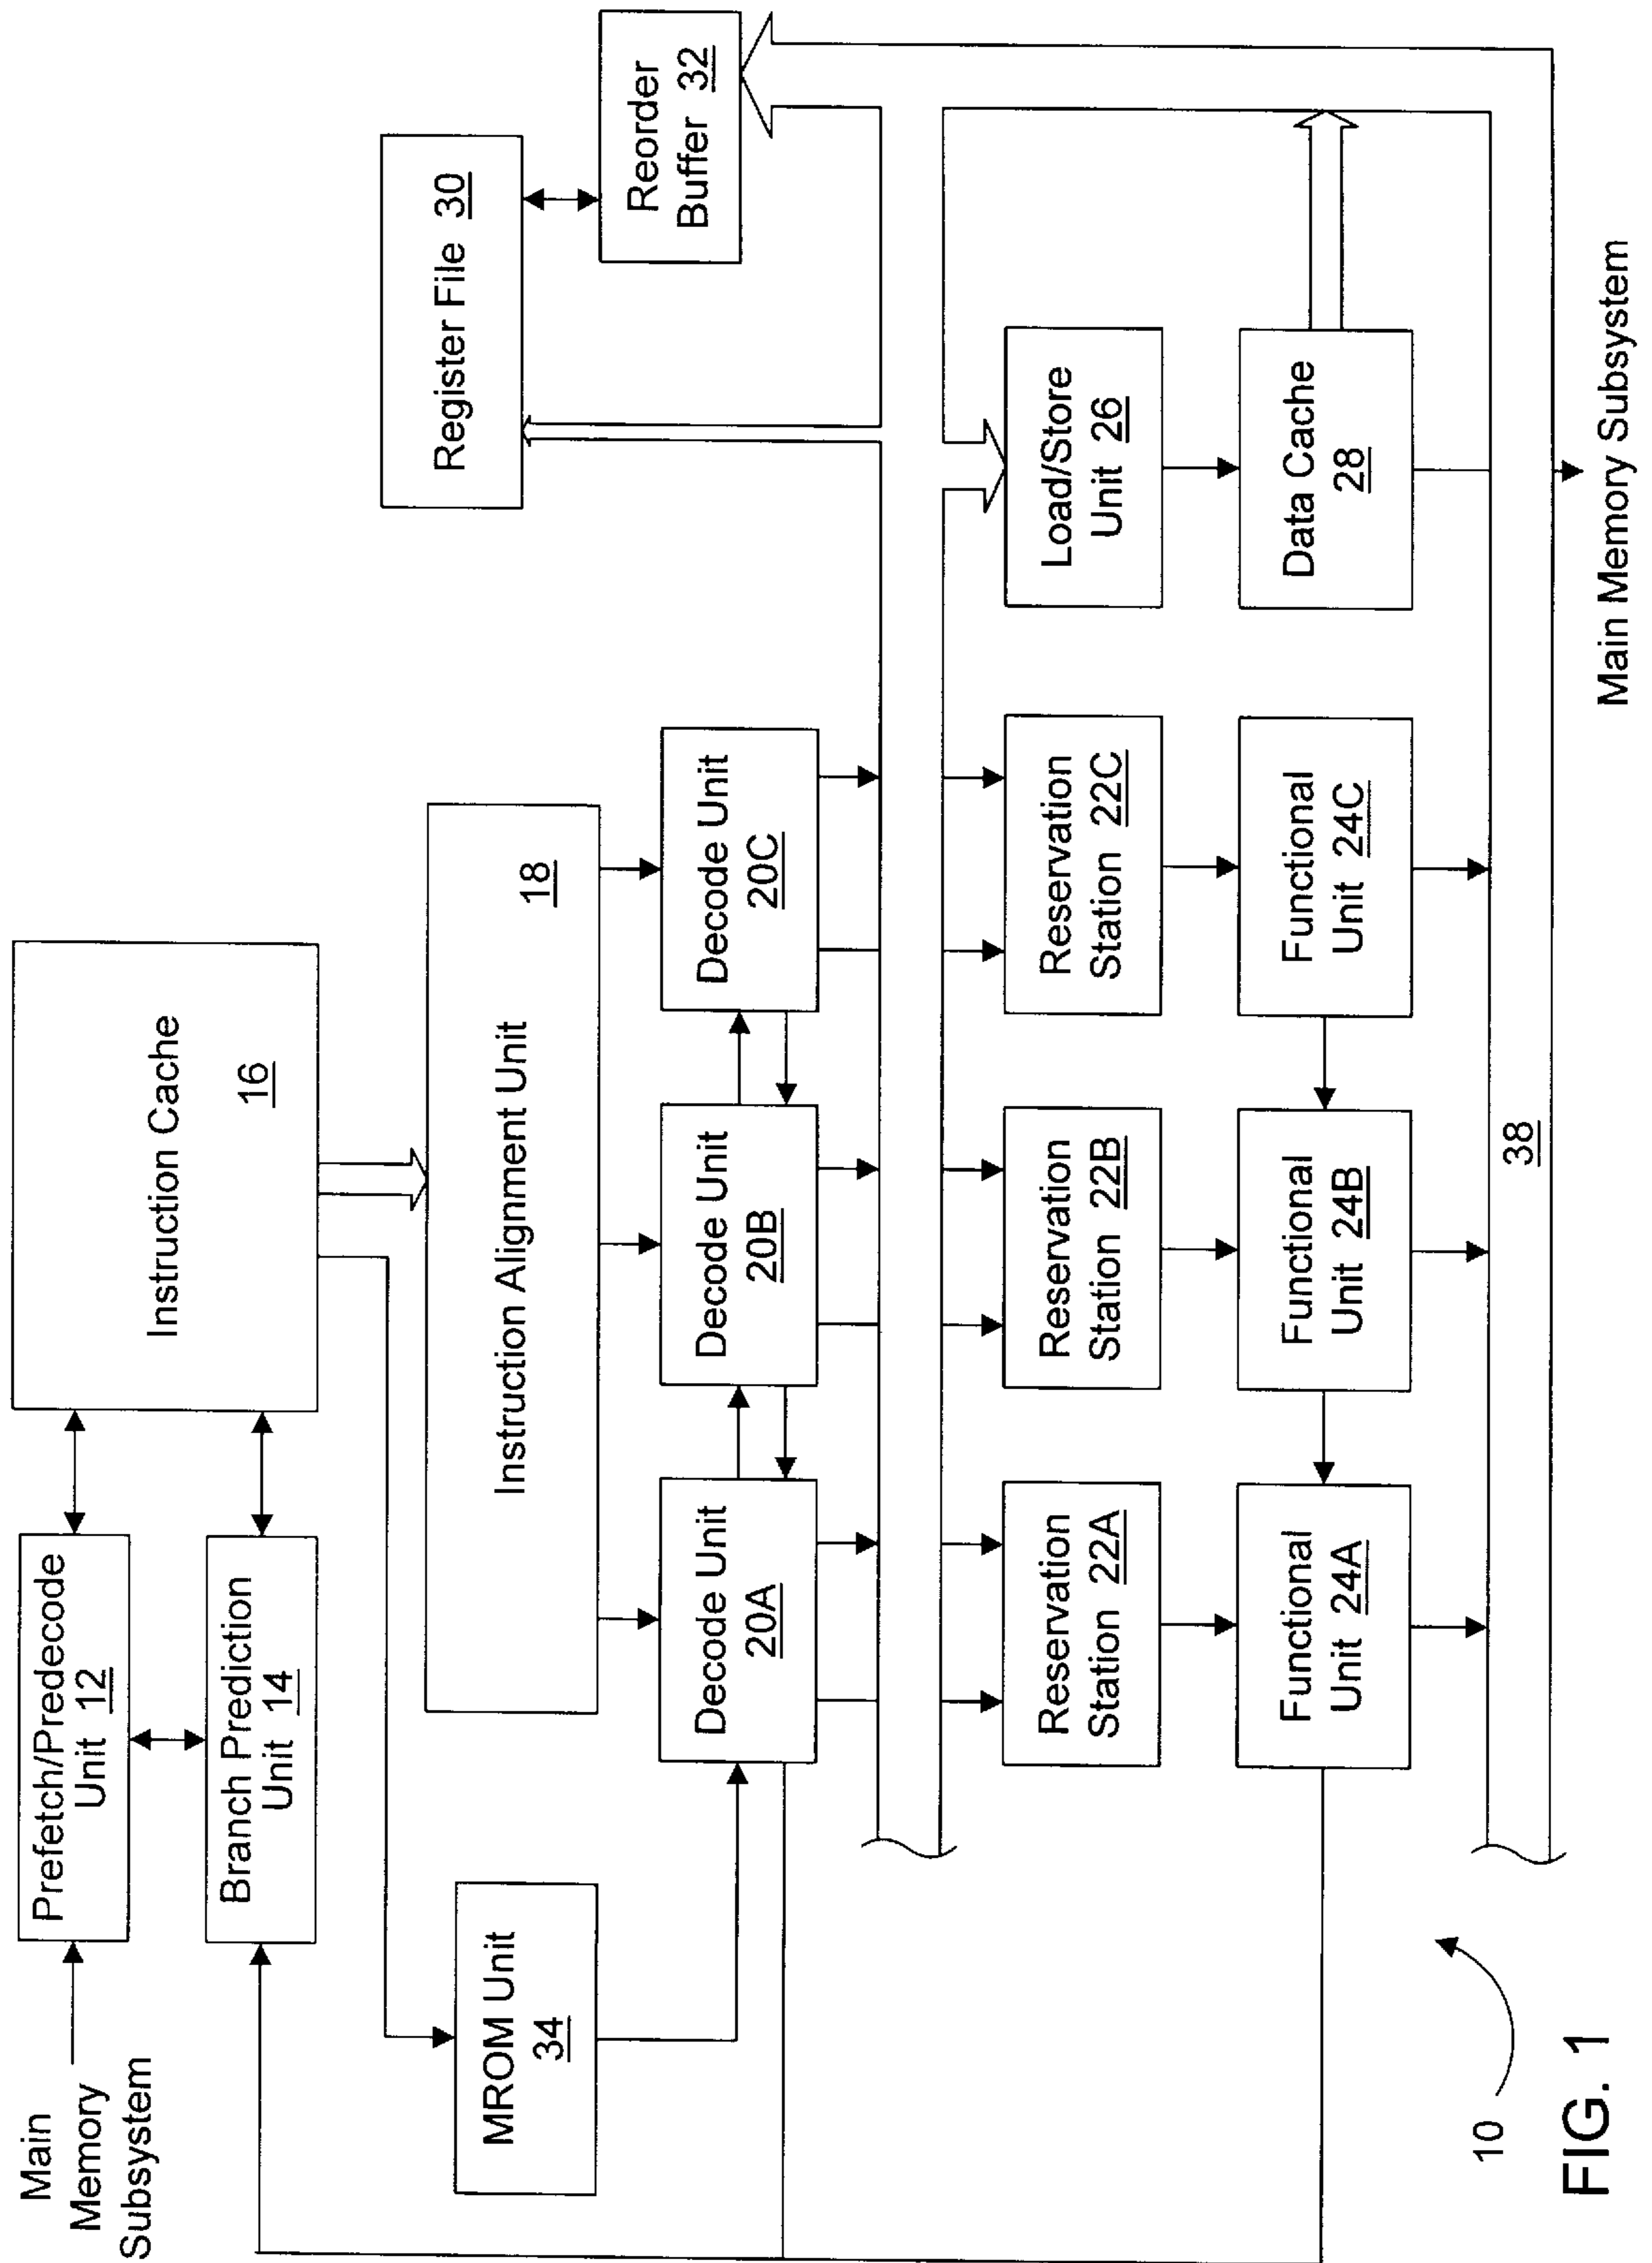 Main
Memory
Subsystem
Prefetch/Predecode
Unit 12
Branch Prediction
Unit 14
Instruction Cache
16
Register File 30
Reorder
Buffer 32
MROM Unit
34
Instruction Alignment Unit
18
Decode Unit
20A
Decode Unit
20B
Decode Unit
20C
Reservation
Station 22A
Reservation
Station 22B
Reservation
Station 22C
Load/Store
Unit 26
Functional
Unit 24A
Functional
Unit 24B
Functional
Unit 24C
Data Cache
28
38
Main Memory Subsystem
10
FIG. 1